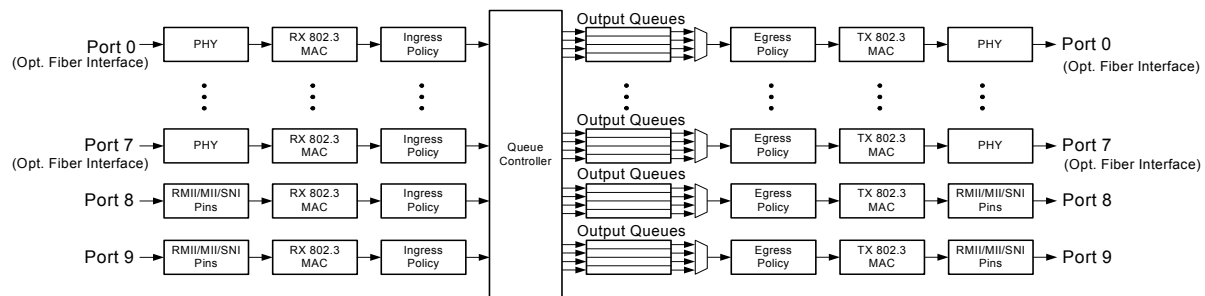 Output Queues
Port 0
(Opt. Fiber Interface)
PHY
RX 802.3
MAC
Ingress
Policy
Egress
Policy
TX 802.3
MAC
PHY
Port 0
(Opt. Fiber Interface)
Output Queues
Port 7
(Opt. Fiber Interface)
PHY
RX 802.3
MAC
Ingress
Policy
Queue
Controller
Egress
Policy
TX 802.3
MAC
PHY
Port 7
(Opt. Fiber Interface)
Output Queues
Port 8
RMII/MII/SNI
Pins
RX 802.3
MAC
Ingress
Policy
Egress
Policy
TX 802.3
MAC
RMII/MII/SNI
Pins
Port 8
Output Queues
Port 9
RMII/MII/SNI
Pins
RX 802.3
MAC
Ingress
Policy
Egress
Policy
TX 802.3
MAC
RMII/MII/SNI
Pins
Port 9